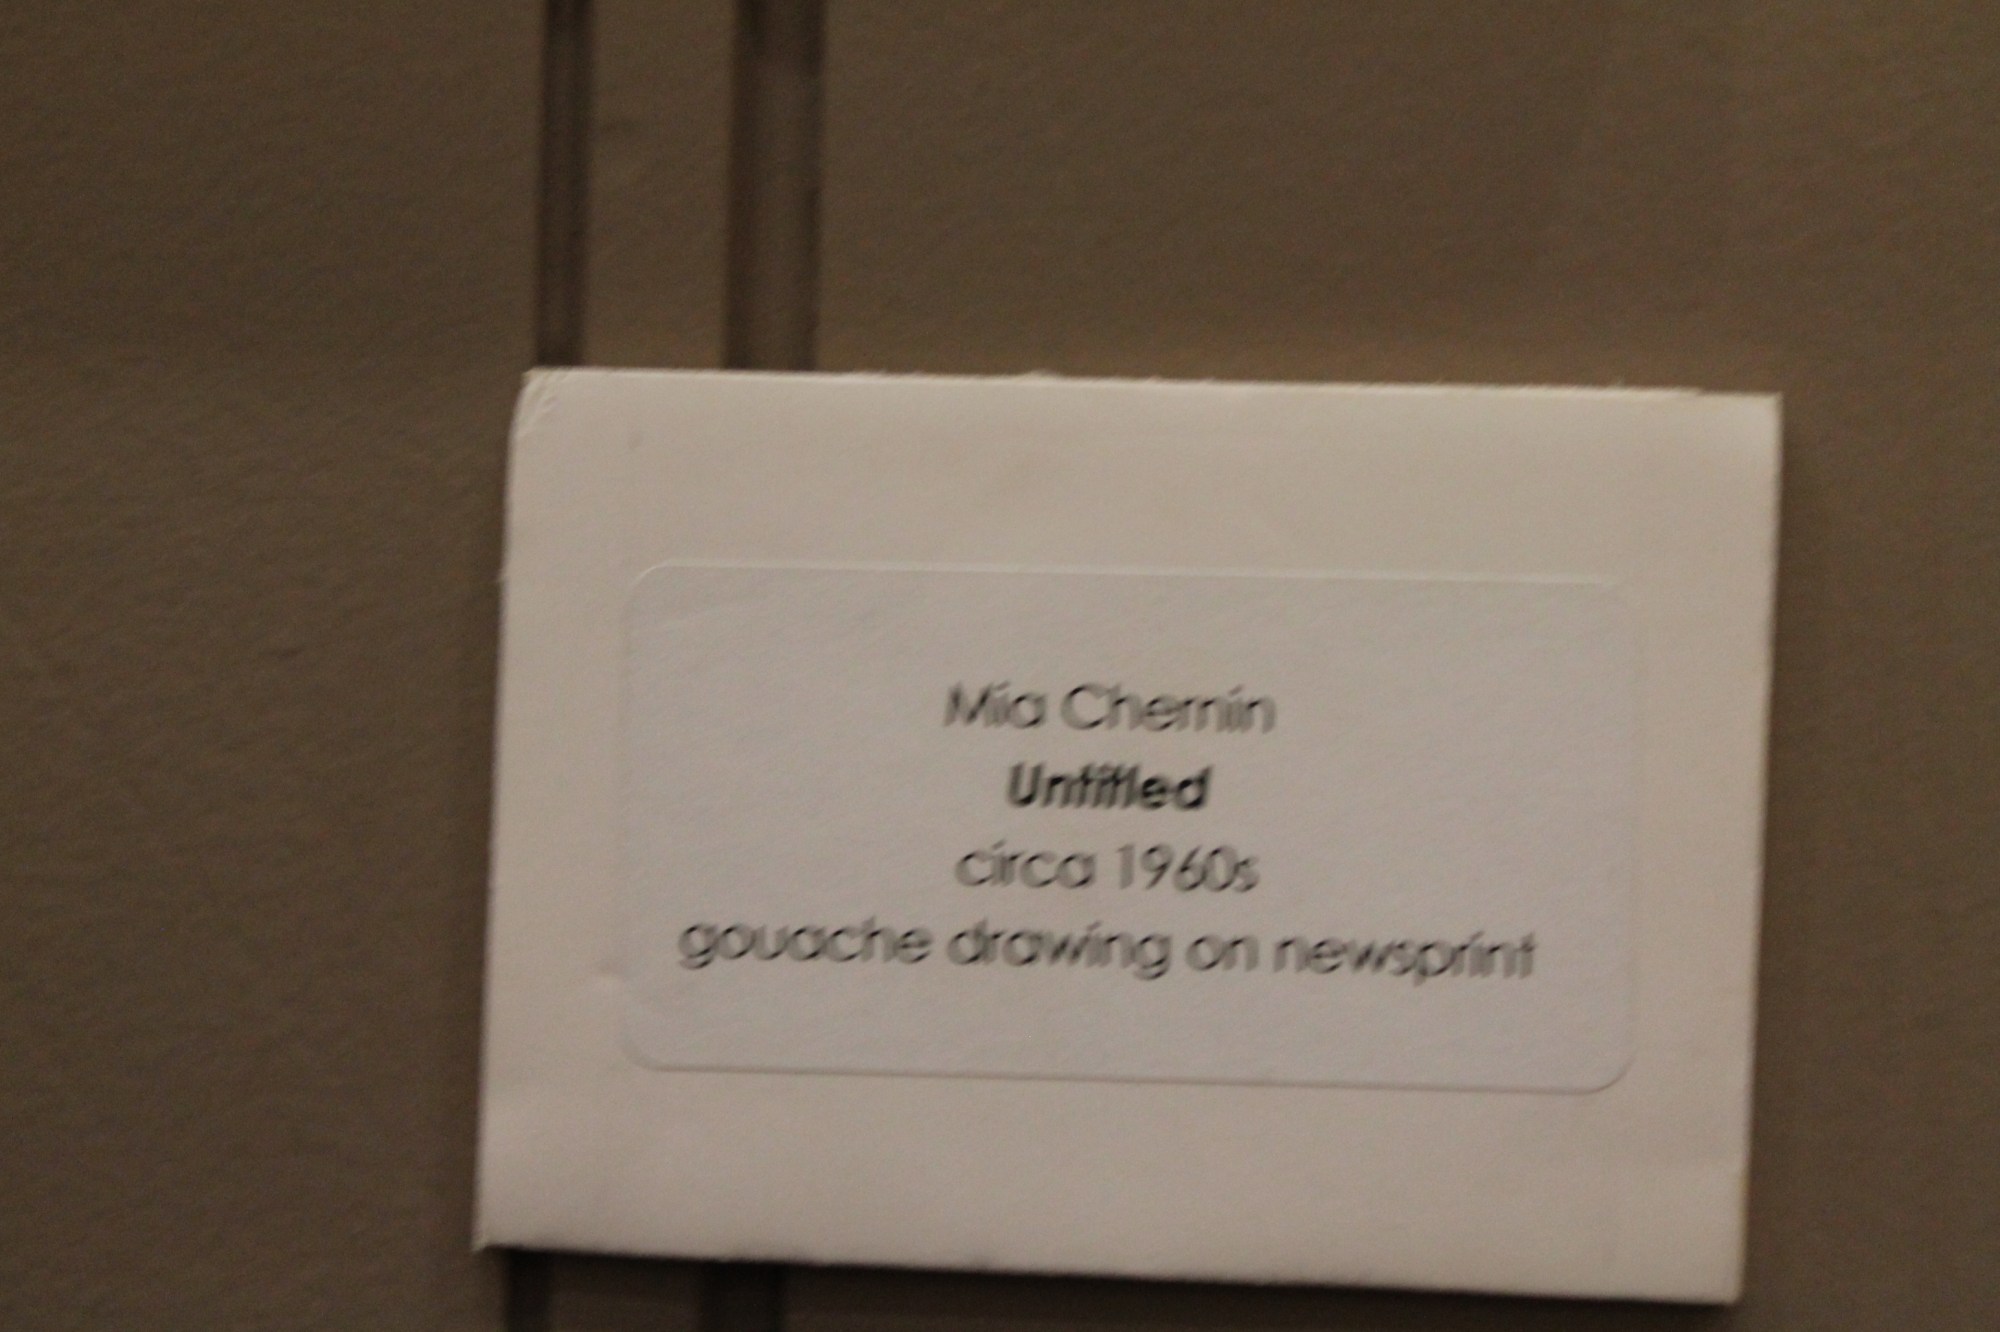 Mia Chernin
Untitled
circa 1960s
gouache drawing on newsprint